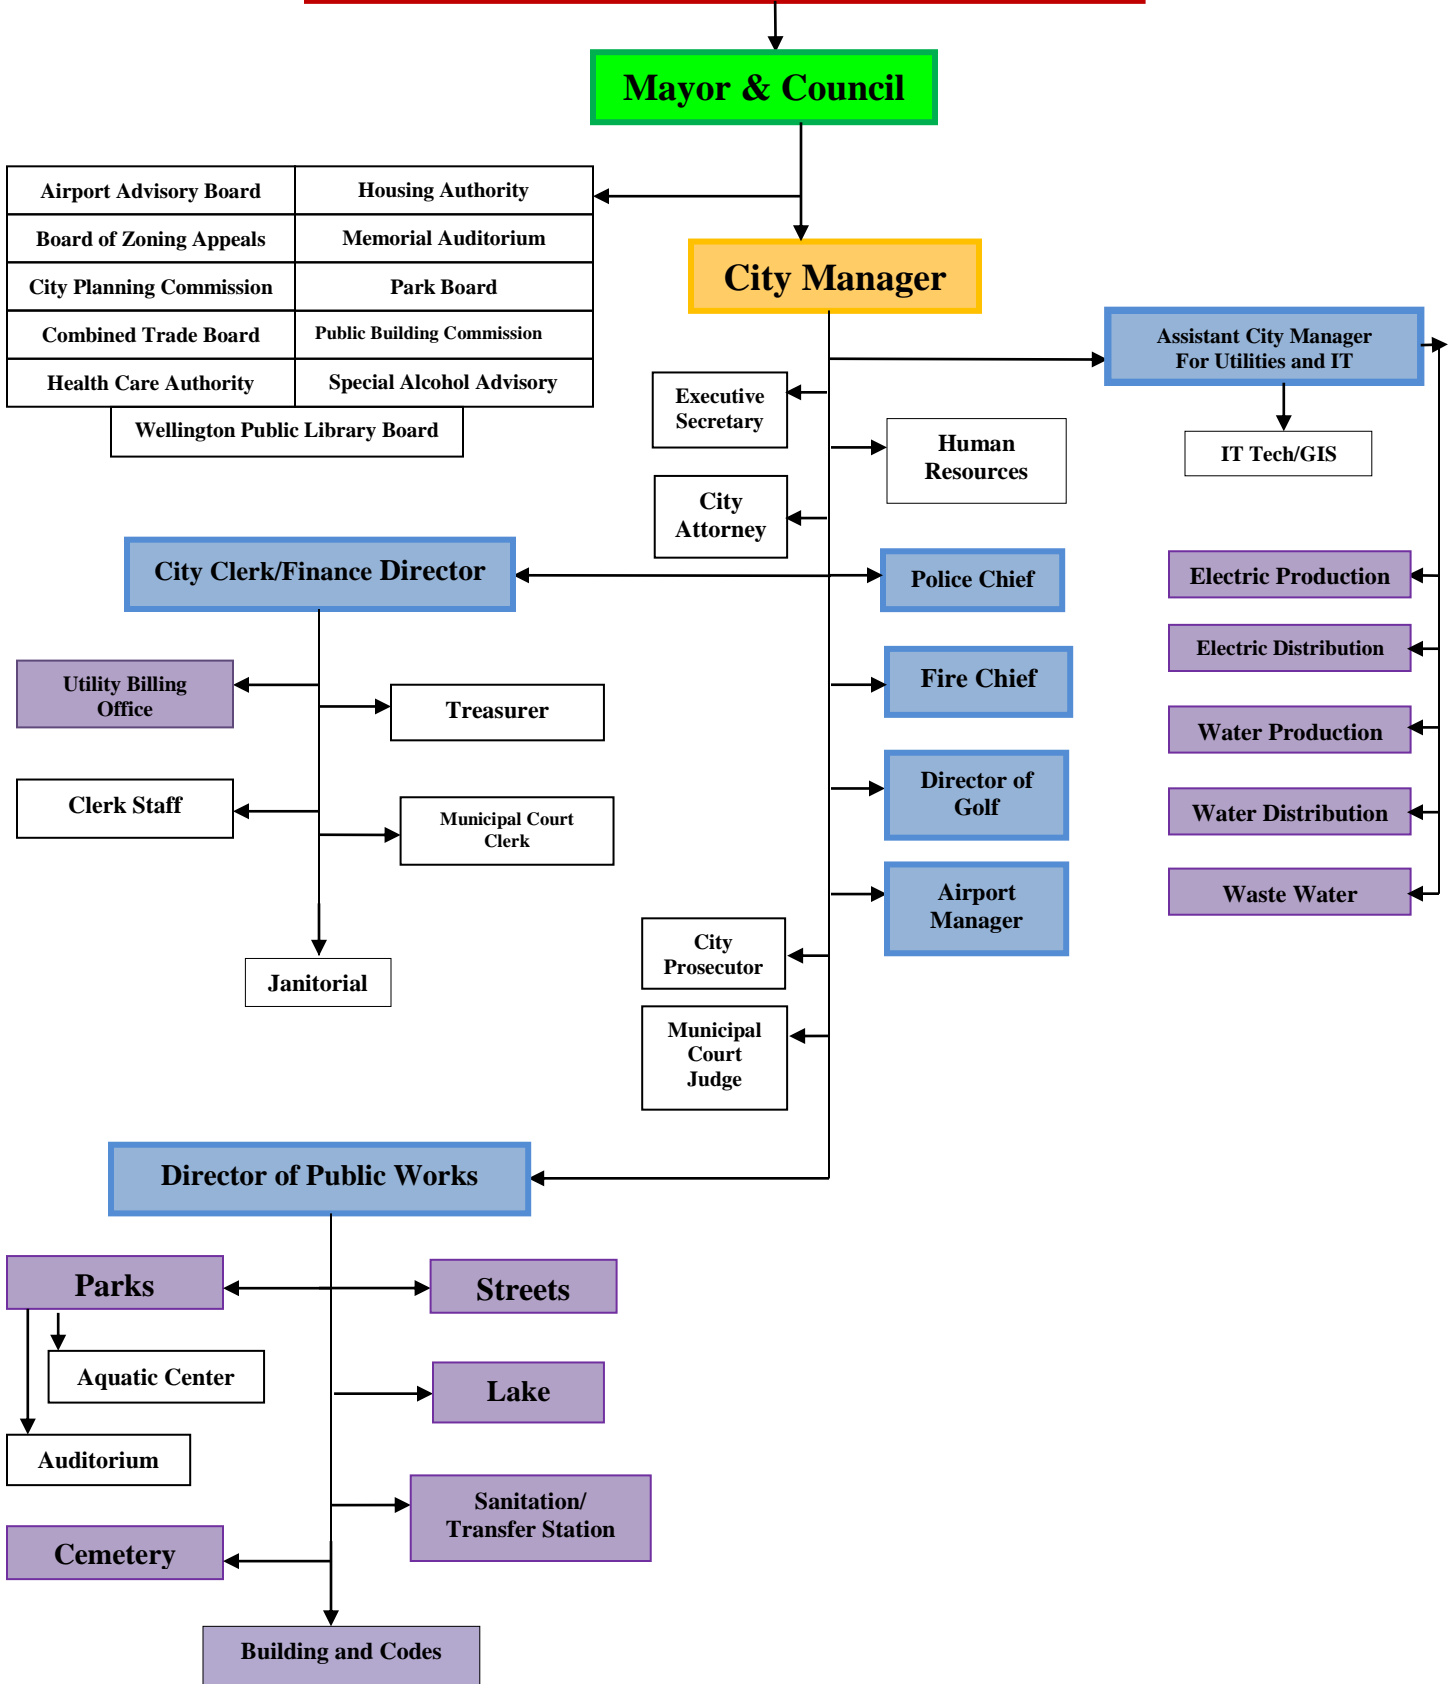 Mayor & Council
Airport Advisory Board
Housing Authority
Board of Zoning Appeals
Memorial Auditorium
City Planning Commission
Park Board
Combined Trade Board
Public Building Commission
Health Care Authority
Special Alcohol Advisory
Wellington Public Library Board
City Manager
Assistant City Manager
For Utilities and IT
Executive
Secretary
Human
Resources
IT Tech/GIS
City
Attorney
City Clerk/Finance Director
Police Chief
Electric Production
Electric Distribution
Utility Billing
Office
Treasurer
Fire Chief
Water Production
Clerk Staff
Municipal Court
Clerk
Director of
Golf
Water Distribution
Airport
Manager
Waste Water
City
Prosecutor
Janitorial
Municipal
Court
Judge
Director of Public Works
Parks
Streets
Aquatic Center
Lake
Auditorium
Sanitation/
Transfer Station
Cemetery
Building and Codes